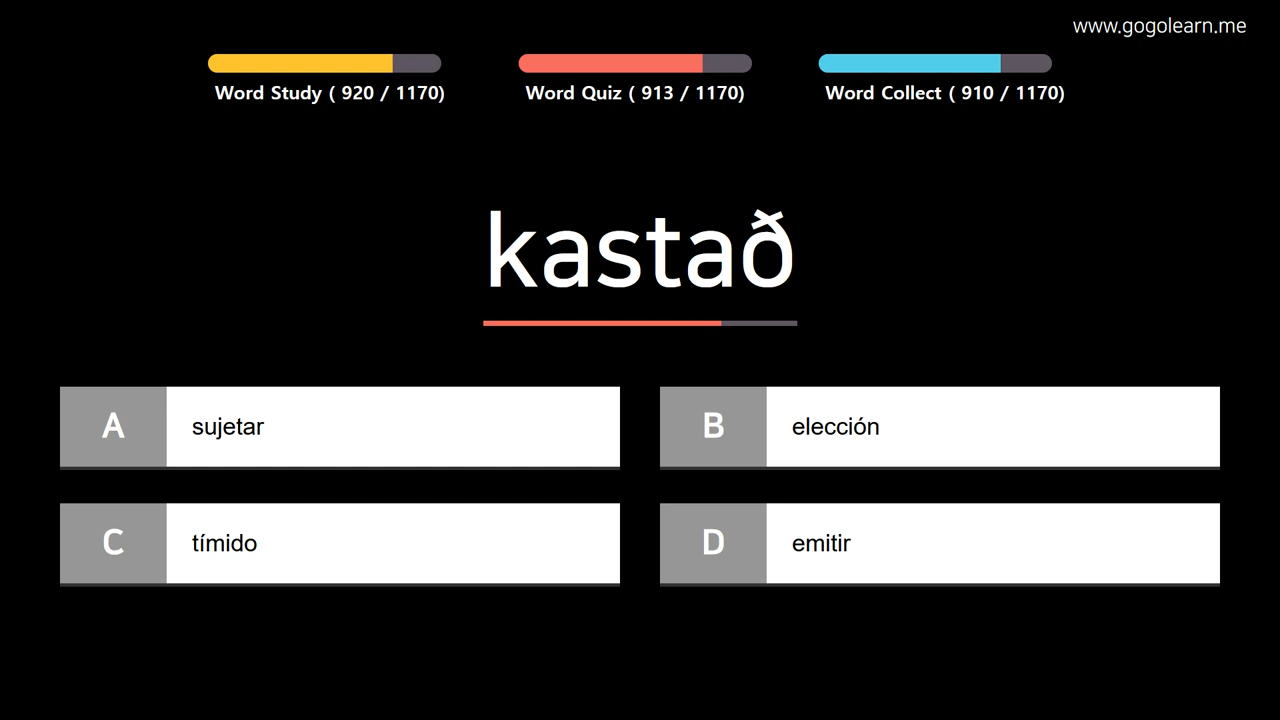 www.gogolearn.me
Word Study ( 920 / 1170)
Word Quiz ( 913 / 1170)
Word Collect ( 910 / 1170)
kastað
A sujetar
B elección
C tímido
D emitir